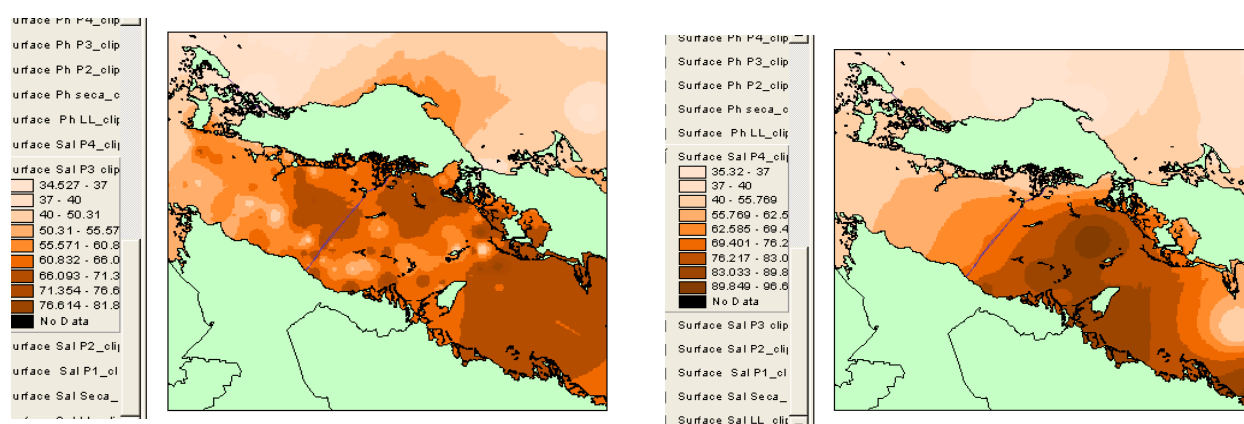 urface Ph P4_clip
urface Ph P3_clip
urface Ph P2_clip
urface Ph seca_c
urface Ph LL_clip
urface Sal P4_clip
urface Sal P3 clip
34.527 - 37
37 - 40
40 - 50.31
50.31 - 55.57
55.571 - 60.8
60.832 - 66.0
66.093 - 71.3
71.354 - 76.6
76.614 - 81.8
No Data
urface Sal P2_clip
urface Sal P1_cl
urface Sal Seca_
Surface Ph P4_clip
Surface Ph P3_clip
Surface Ph P2_clip
Surface Ph seca_c
Surface Ph LL_clip
Surface Sal P4_clip
35.32 - 37
37 - 40
40 - 55.769
55.769 - 62.5
62.585 - 69.4
69.401 - 76.2
76.217 - 83.0
83.033 - 89.8
89.849 - 96.6
No Data
Surface Sal P3 clip
Surface Sal P2_clip
Surface Sal P1_cl
Surface Sal Seca_
Surface Sal LL_clip